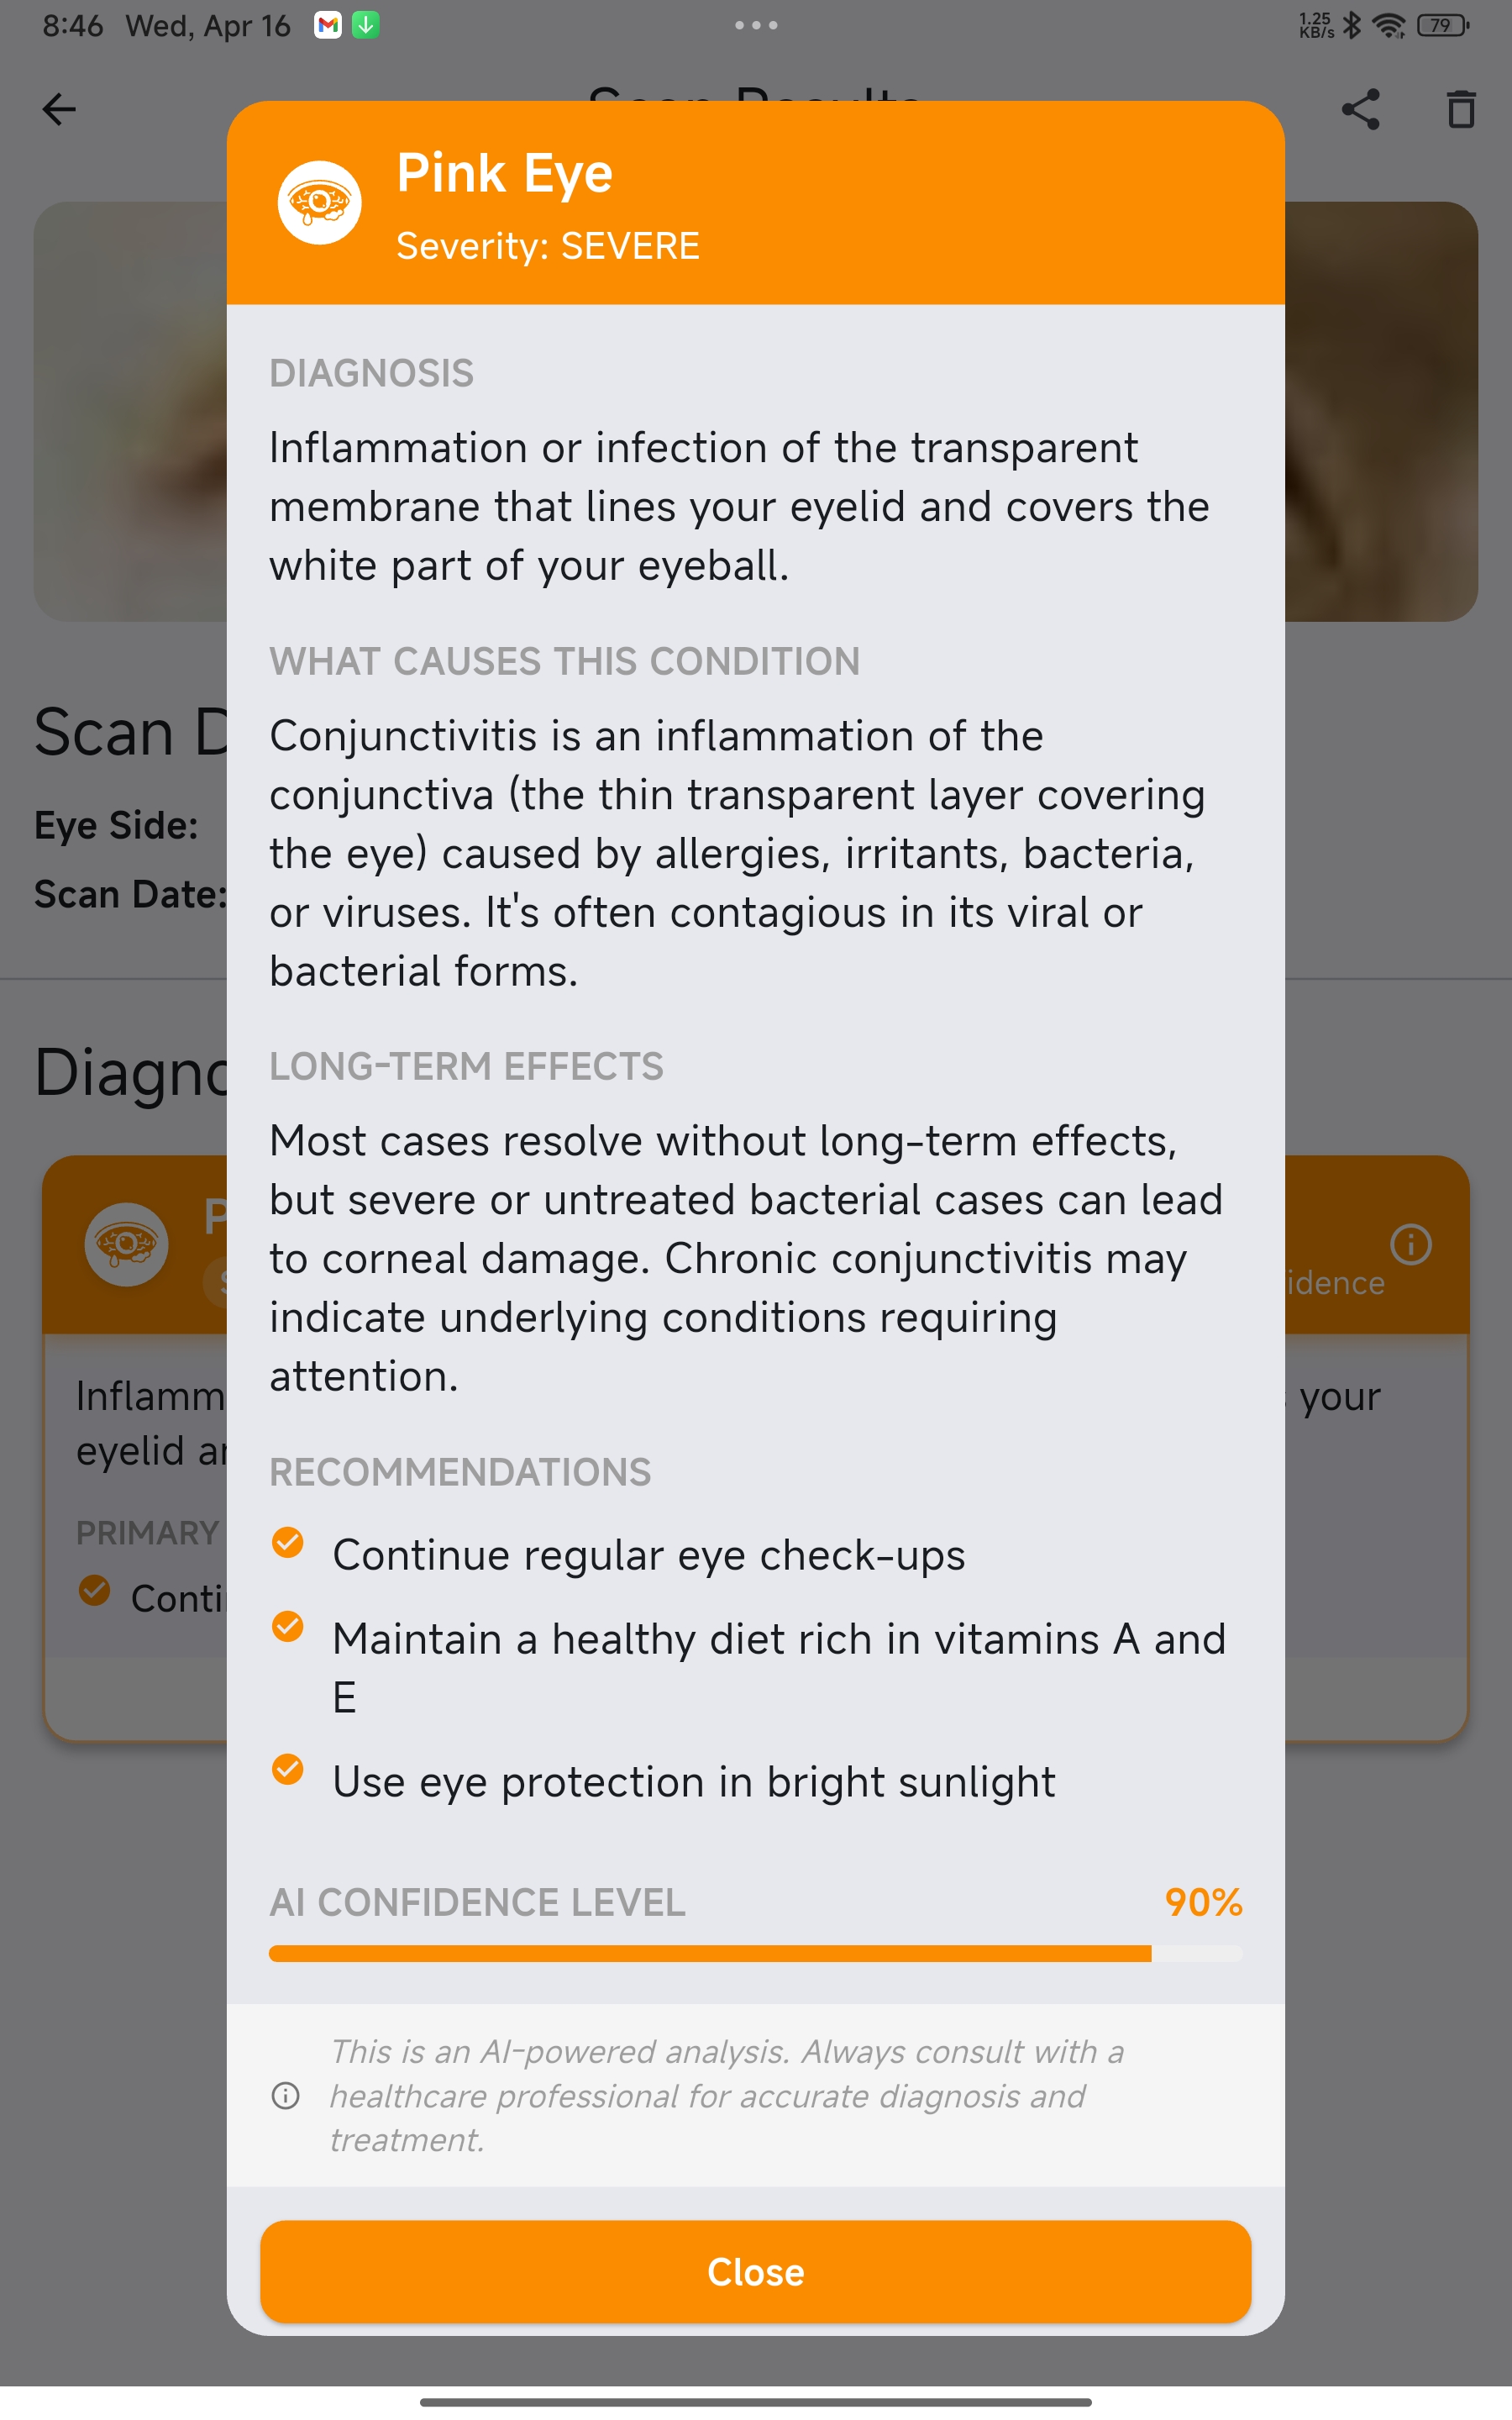 8:46 Wed, Apr 16
1.25
KB/s
79
Scan Results
Pink Eye
Severity: SEVERE
DIAGNOSIS
Inflammation or infection of the transparent
membrane that lines your eyelid and covers the
white part of your eyeball.
WHAT CAUSES THIS CONDITION
Conjunctivitis is an inflammation of the
conjunctiva (the thin transparent layer covering
the eye) caused by allergies, irritants, bacteria,
or viruses. It's often contagious in its viral or
bacterial forms.
LONG-TERM EFFECTS
Most cases resolve without long-term effects,
but severe or untreated bacterial cases can lead
to corneal damage. Chronic conjunctivitis may
indicate underlying conditions requiring
attention.
RECOMMENDATIONS
Continue regular eye check-ups
Maintain a healthy diet rich in vitamins A and
E
Use eye protection in bright sunlight
AI CONFIDENCE LEVEL 90%
This is an AI-powered analysis. Always consult with a
healthcare professional for accurate diagnosis and
treatment.
Close
Scan
Eye Side:
Scan Date:
idence
your
eyelid
PRIMARY